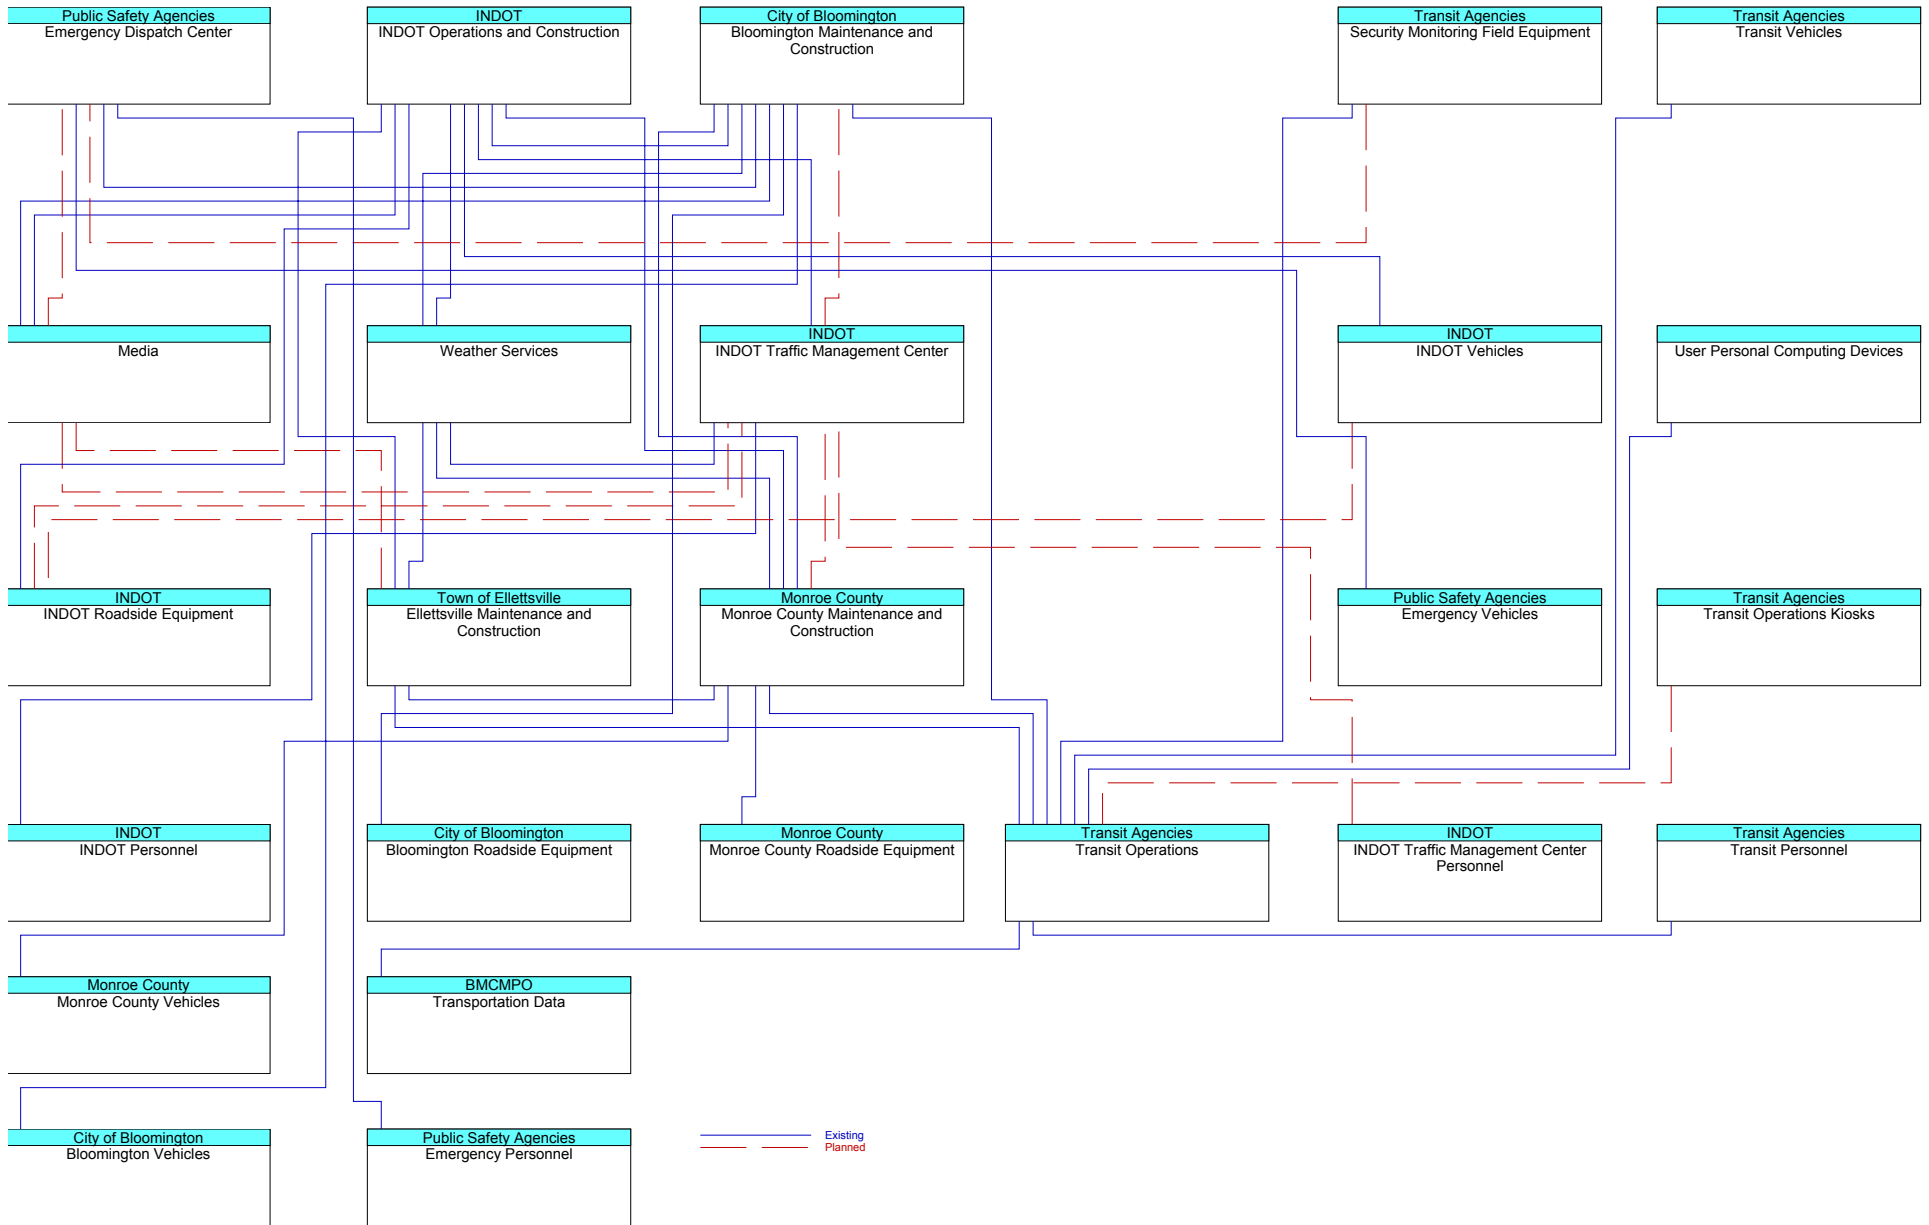 Public Safety Agencies
Emergency Dispatch Center
INDOT
INDOT Operations and Construction
City of Bloomington
Bloomington Maintenance and
Construction
Transit Agencies
Security Monitoring Field Equipment
Transit Agencies
Transit Vehicles
Media
Weather Services
INDOT
INDOT Traffic Management Center
INDOT
INDOT Vehicles
User Personal Computing Devices
INDOT
INDOT Roadside Equipment
Town of Ellettsville
Ellettsville Maintenance and
Construction
Monroe County
Monroe County Maintenance and
Construction
Public Safety Agencies
Emergency Vehicles
Transit Agencies
Transit Operations Kiosks
INDOT
INDOT Personnel
City of Bloomington
Bloomington Roadside Equipment
Monroe County
Monroe County Roadside Equipment
Transit Agencies
Transit Operations
INDOT
INDOT Traffic Management Center
Personnel
Transit Agencies
Transit Personnel
Monroe County
Monroe County Vehicles
BMCMPO
Transportation Data
City of Bloomington
Bloomington Vehicles
Public Safety Agencies
Emergency Personnel
Existing
Planned